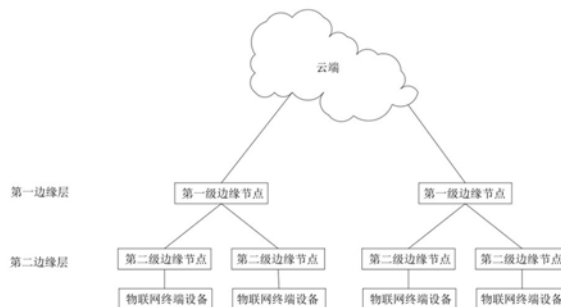 云端
第一边缘层
第一级边缘节点
第一级边缘节点
第二边缘层
第二级边缘节点
第二级边缘节点
第二级边缘节点
第二级边缘节点
物联网终端设备
物联网终端设备
物联网终端设备
物联网终端设备